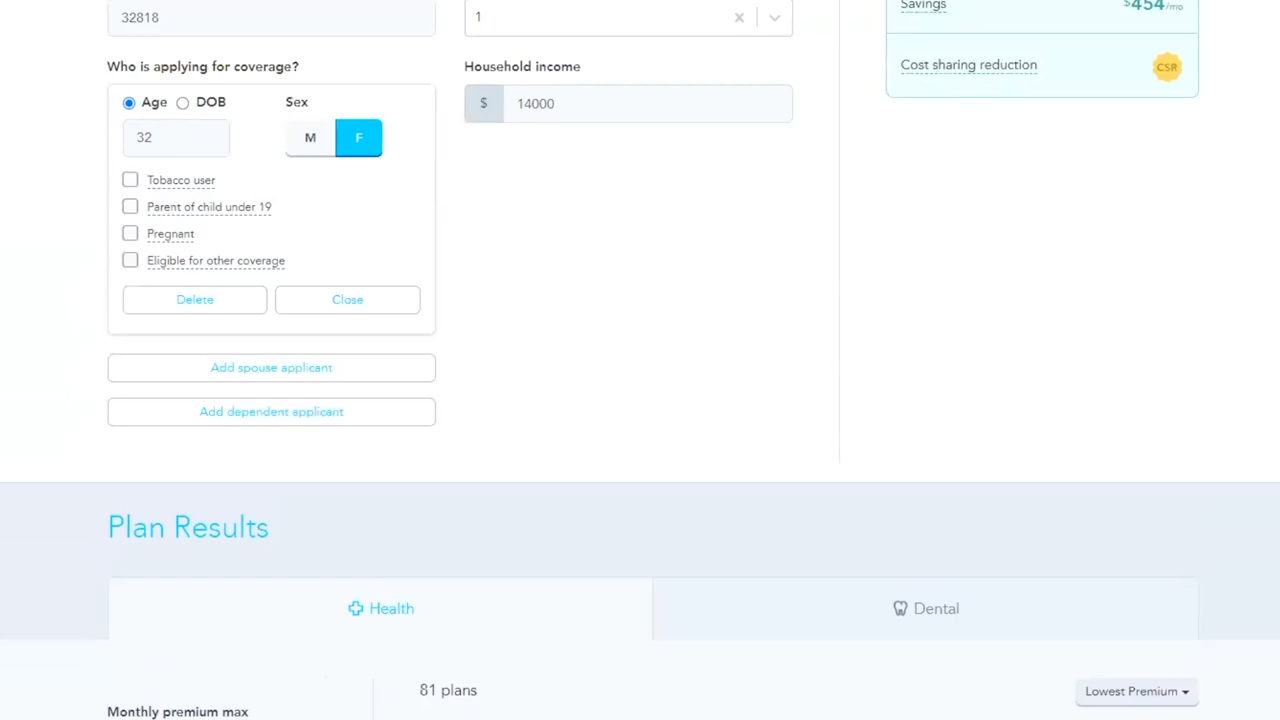 32818
1
Savings
$454/mo
Who is applying for coverage?
Household income
Cost sharing reduction
CSR
Age
DOB
Sex
$
14000
32
M
F
Tobacco user
Parent of child under 19
Pregnant
Eligible for other coverage
Delete
Close
Add spouse applicant
Add dependent applicant
Plan Results
Health
Dental
81 plans
Lowest Premium
Monthly premium max